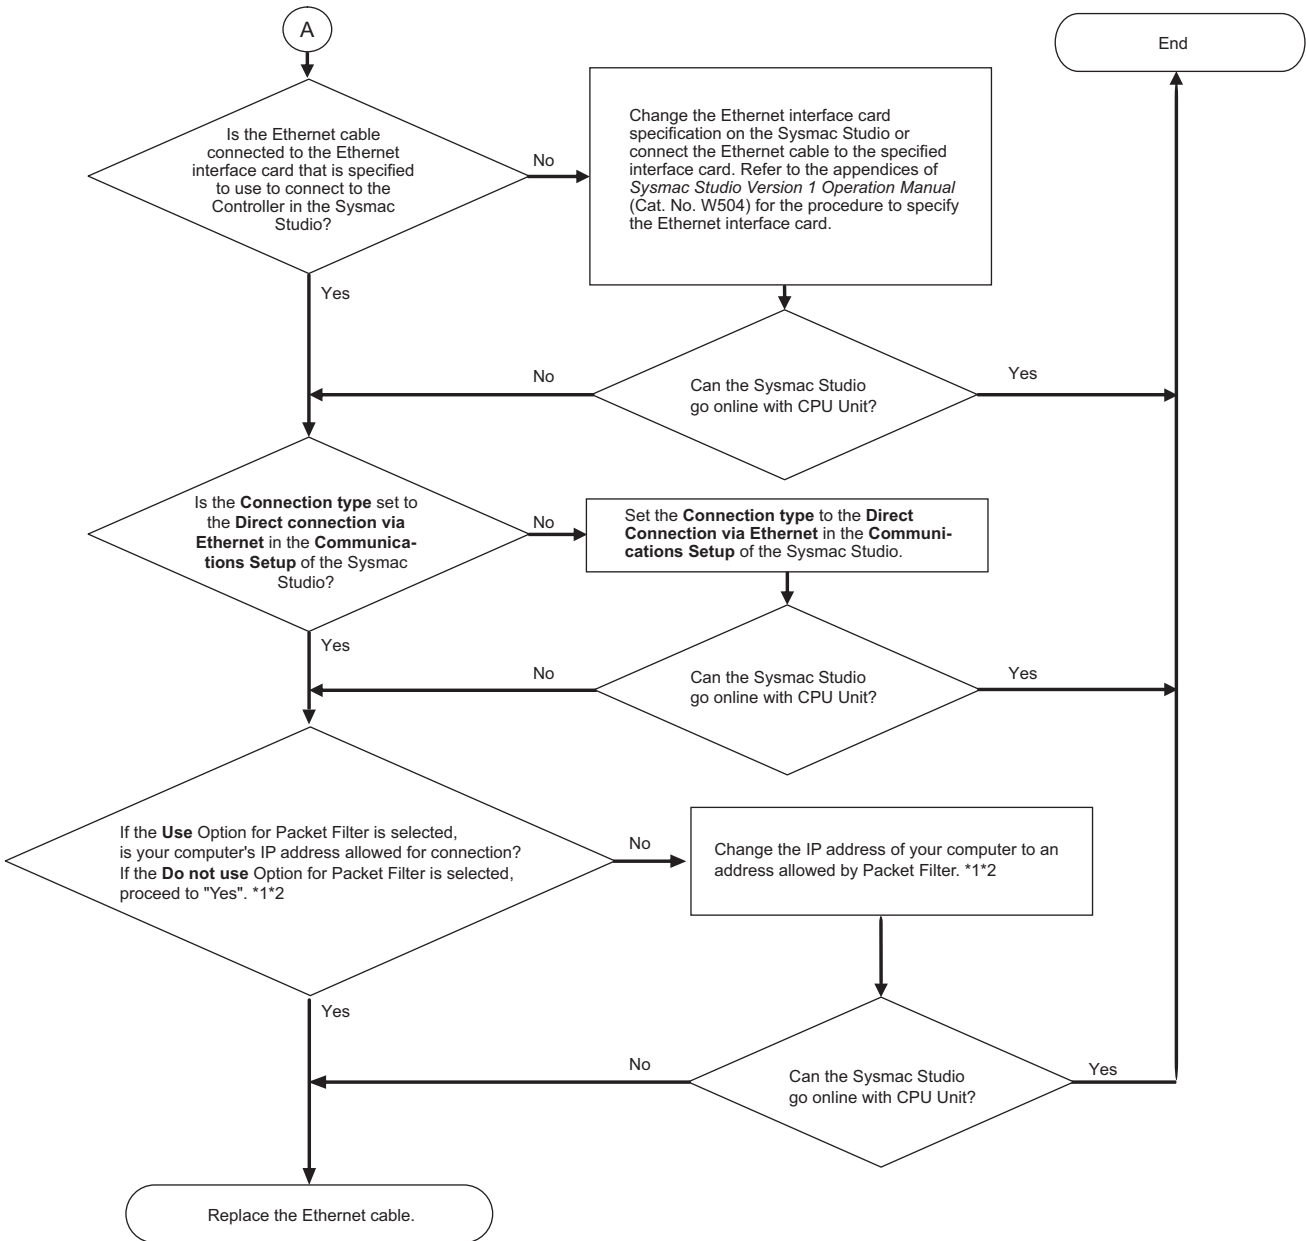 A
End
Is the Ethernet cable
connected to the Ethernet
interface card that is specified
to use to connect to the
Controller in the Sysmac
Studio?
No
Change the Ethernet interface card
specification on the Sysmac Studio or
connect the Ethernet cable to the specified
interface card. Refer to the appendices of
Sysmac Studio Version 1 Operation Manual
(Cat. No. W504) for the procedure to specify
the Ethernet interface card.
Yes
No
Can the Sysmac Studio
go online with CPU Unit?
Yes
Is the Connection type set to
the Direct connection via
Ethernet in the Communica-
tions Setup of the Sysmac
Studio?
No
Set the Connection type to the Direct
Connection via Ethernet in the Communi-
cations Setup of the Sysmac Studio.
Yes
No
Can the Sysmac Studio
go online with CPU Unit?
Yes
If the Use Option for Packet Filter is selected,
is your computer's IP address allowed for connection?
If the Do not use Option for Packet Filter is selected,
proceed to "Yes". *1*2
No
Change the IP address of your computer to an
address allowed by Packet Filter. *1*2
Yes
No
Can the Sysmac Studio
go online with CPU Unit?
Yes
Replace the Ethernet cable.